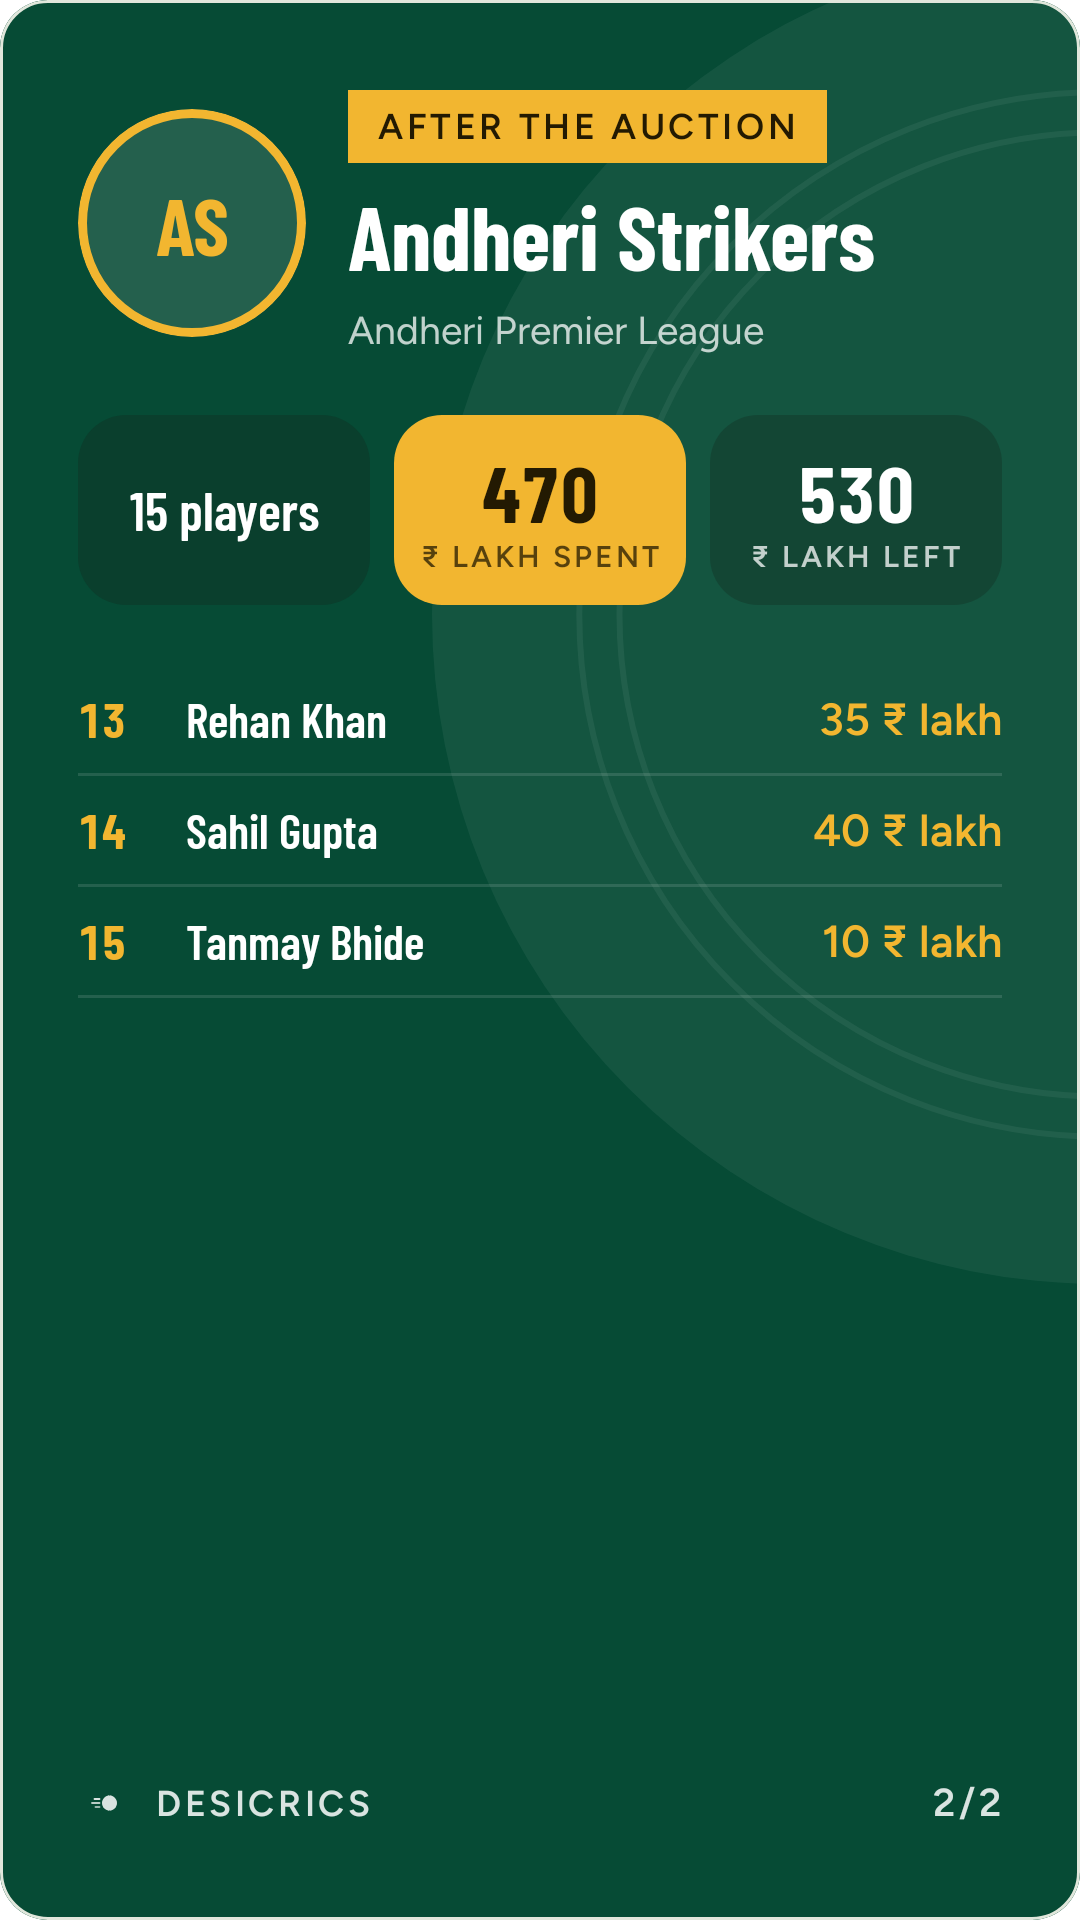 AFTER THE AUCTION
AS
Andheri Strikers
Andheri Premier League
15 players
470
₹ LAKH SPENT
530
₹ LAKH LEFT
13 Rehan Khan 35 ₹ lakh
14 Sahil Gupta 40 ₹ lakh
15 Tanmay Bhide 10 ₹ lakh
DESICRICS 2/2